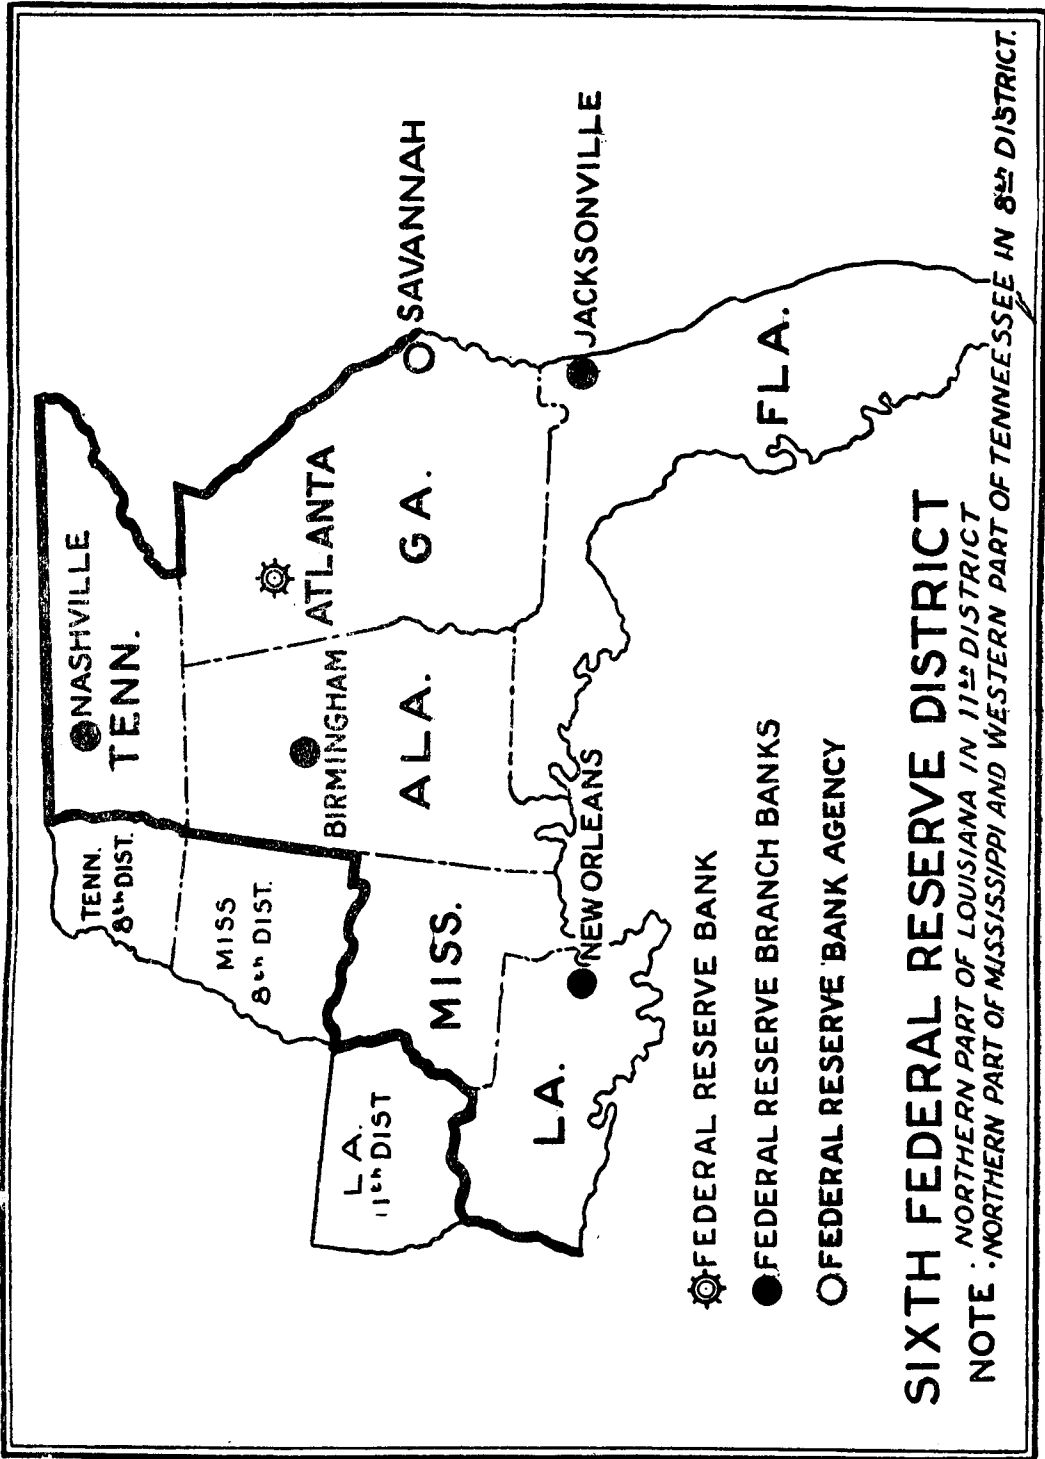 NASHVILLE
TENN.
TENN.
8th DIST.
MISS
8th DIST.
ATLANTA
BIRMINGHAM
SAVANNAH
GA.
ALA.
MISS.
LA.
11th DIST
JACKSONVILLE
NEW ORLEANS
LA.
FLA.
FEDERAL RESERVE BANK
FEDERAL RESERVE BRANCH BANKS
FEDERAL RESERVE BANK AGENCY
SIXTH FEDERAL RESERVE DISTRICT
NOTE · NORTHERN PART OF LOUISIANA IN 11th DISTRICT
· NORTHERN PART OF MISSISSIPPI AND WESTERN PART OF TENNEESSEE IN 8th DISTRICT.